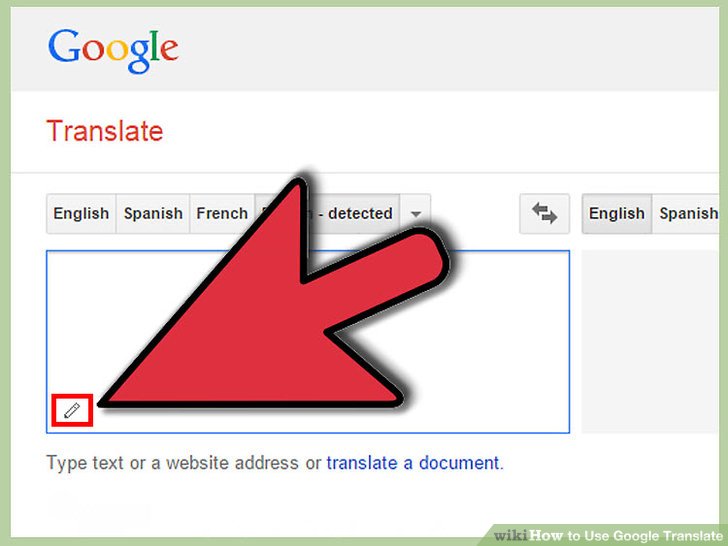 Google
Translate
English Spanish French - detected English Spanish
Type text or a website address or translate a document.
wikiHow to Use Google Translate